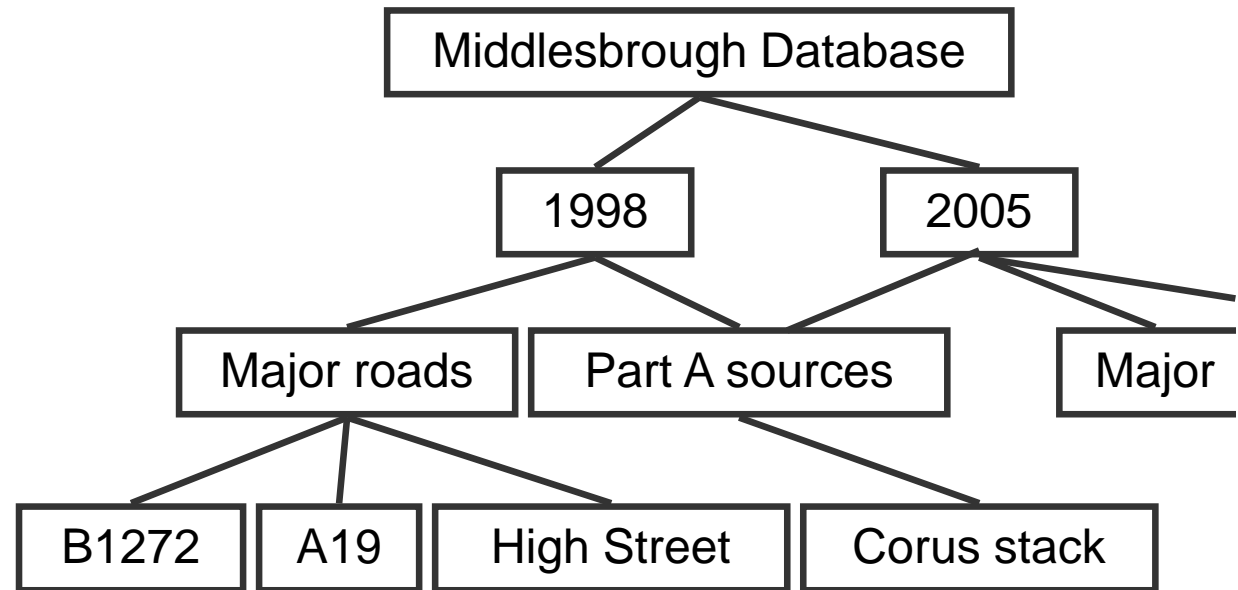 Middlesbrough Database
1998
2005
Major roads
Part A sources
Major
B1272
A19
High Street
Corus stack